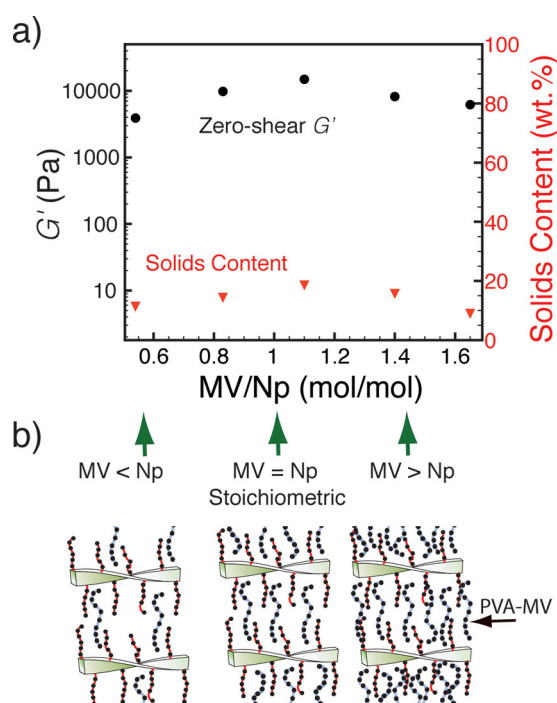 a)
100
10000
80
Zero-shear G'
1000
60
G' (Pa)
100
40
Solids Content (wt.%)
Solids Content
10
20
0
0.6 0.8 1 1.2 1.4 1.6
MV/Np (mol/mol)
b)
MV < Np MV = Np MV > Np
Stoichiometric
PVA-MV